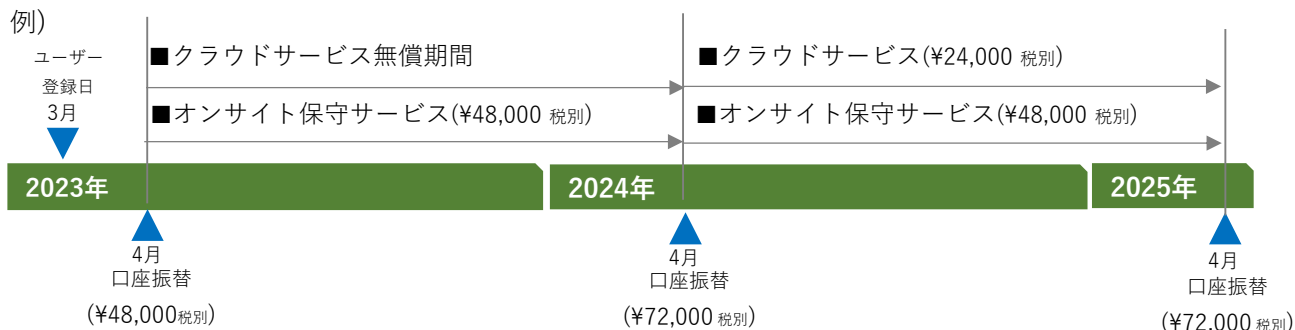 例)
ユーザー
登録日
3月
■クラウドサービス無償期間
■クラウドサービス(¥24,000 税別)
■オンサイト保守サービス(¥48,000 税別)
■オンサイト保守サービス(¥48,000 税別)
2023年
2024年
2025年
4月
口座振替
(¥48,000税別)
4月
口座振替
(¥72,000 税別)
4月
口座振替
(¥72,000 税別)